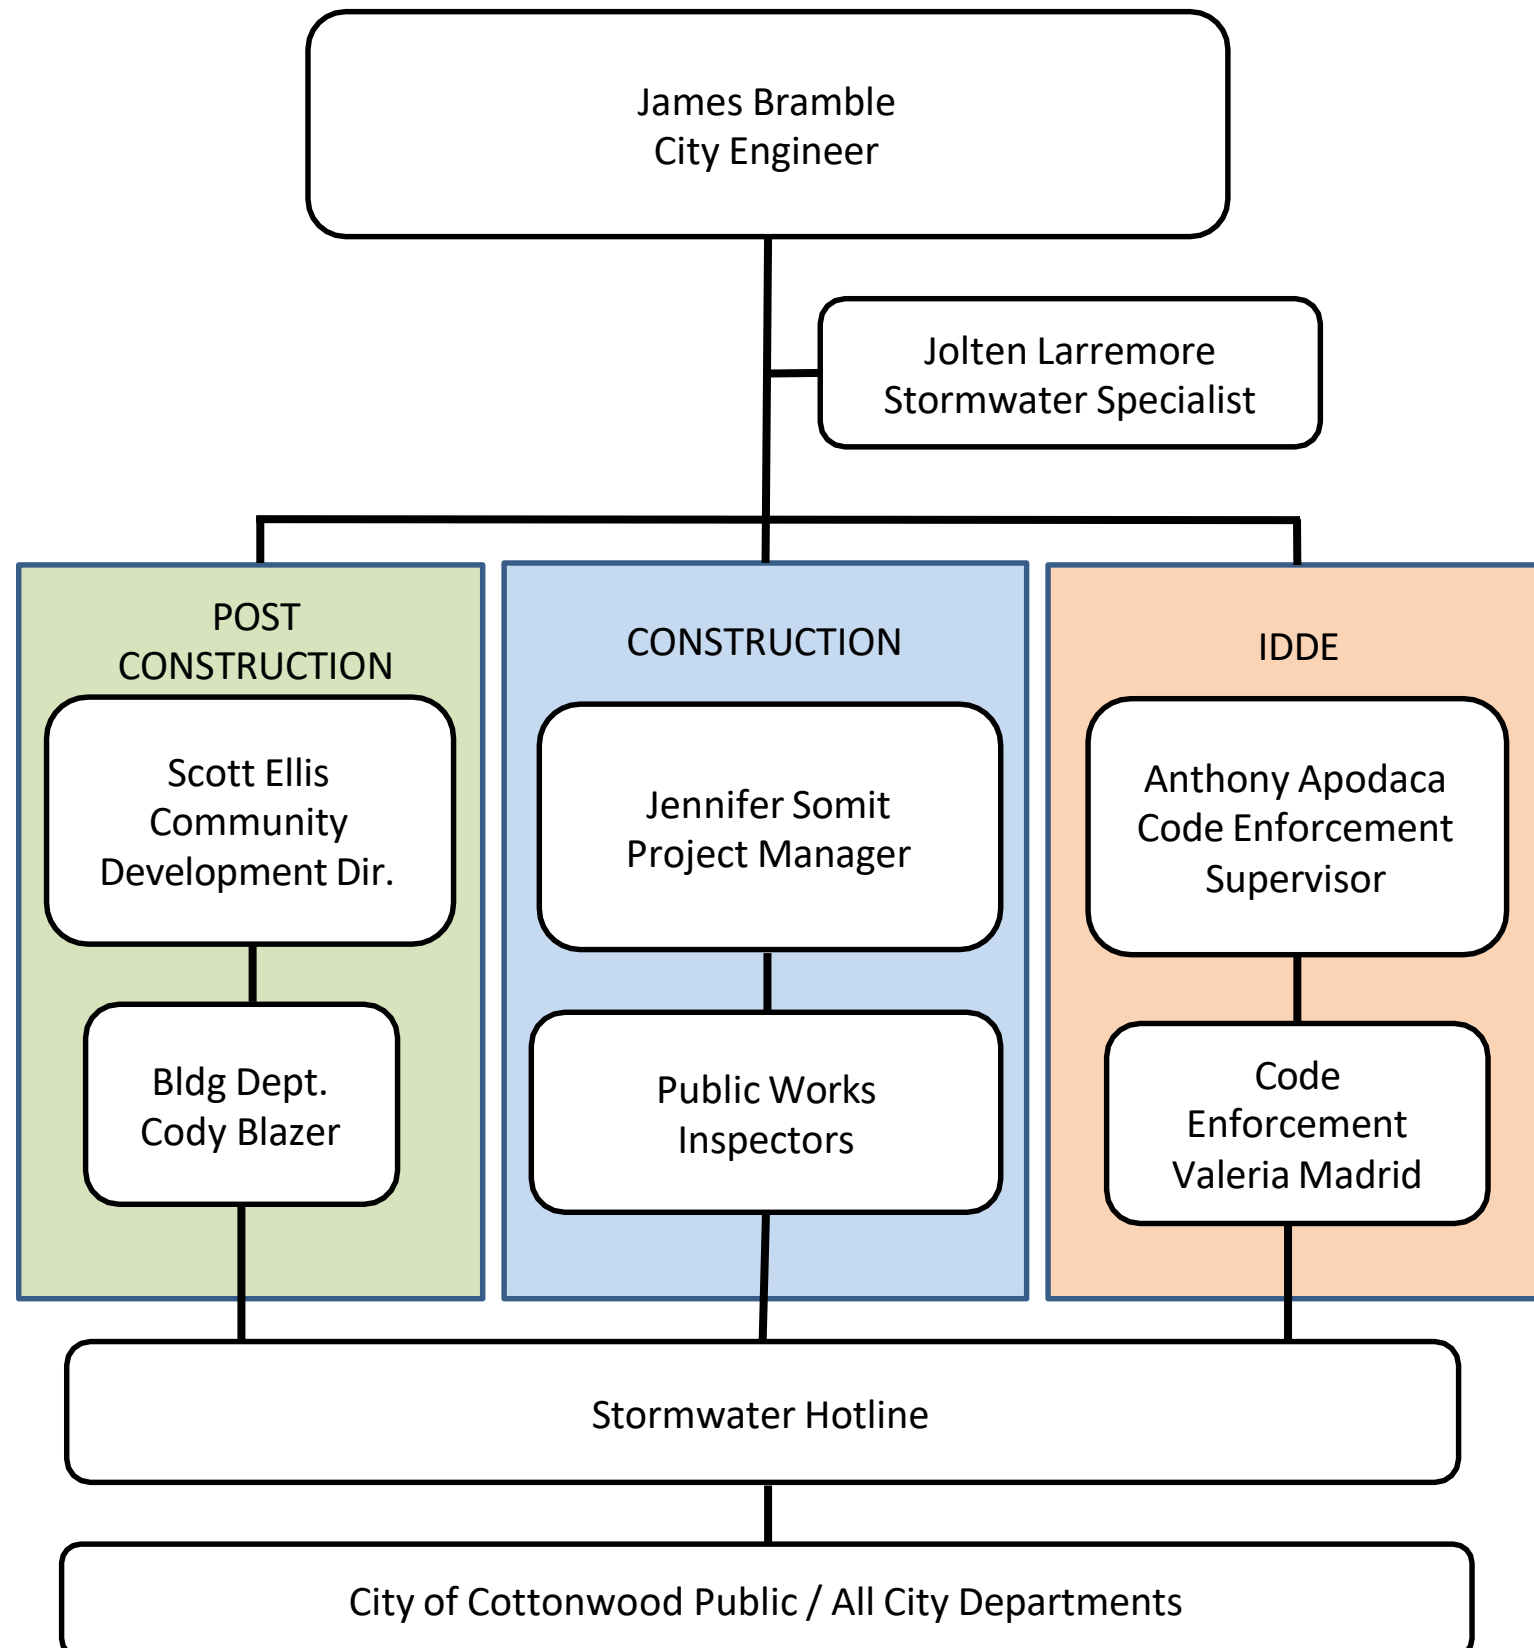 James Bramble
City Engineer
Jolten Larremore
Stormwater Specialist
POST
CONSTRUCTION
Scott Ellis
Community
Development Dir.
Bldg Dept.
Cody Blazer
CONSTRUCTION
Jennifer Somit
Project Manager
Public Works
Inspectors
IDDE
Anthony Apodaca
Code Enforcement
Supervisor
Code
Enforcement
Valeria Madrid
Stormwater Hotline
City of Cottonwood Public / All City Departments